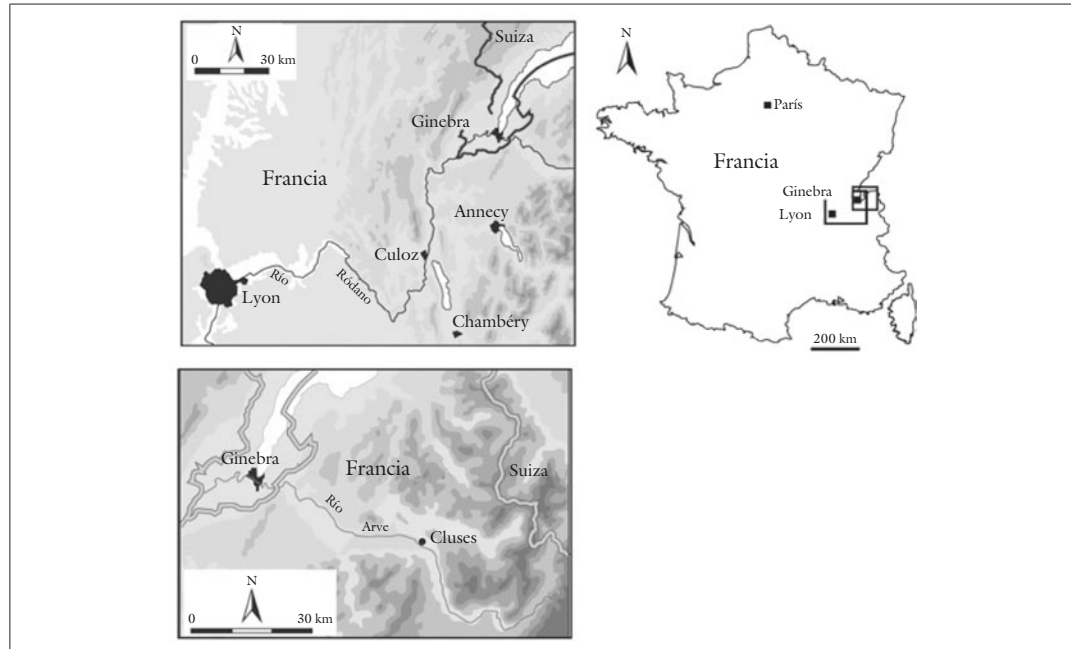 N
0 30 km
Suiza
Ginebra
Francia
Annecy
Culoz
Río
Ródano
Lyon
Chambéry
N
París
Francia
Ginebra
Lyon
200 km
Ginebra
Francia
Suiza
Río
Arve
Cluses
N
0 30 km